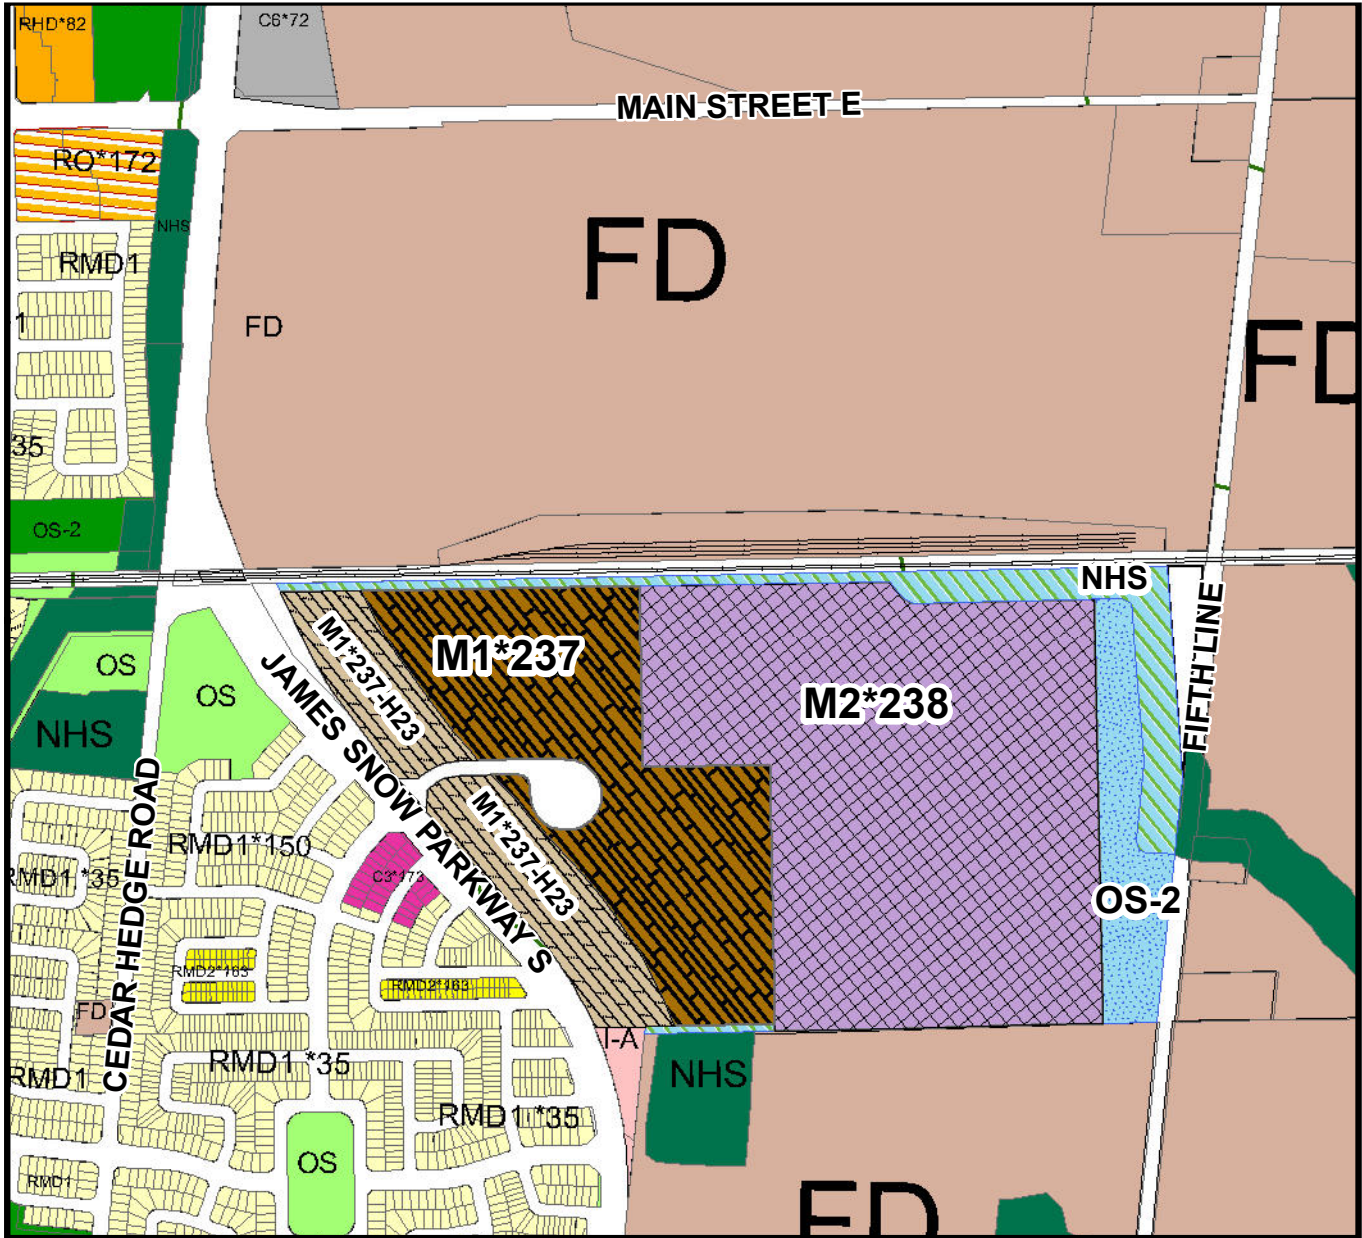 RHD*82
C6*72
MAIN STREET E
RO*172
NHS
FD
RMD1
1
FD
FD
35
OS-2
NHS
M1*237
M1*237-H23
OS
OS
M2*238
FIFTH LINE
NHS
JAMES SNOW PARKWAY S
M1*237-H23
CEDAR HEDGE ROAD
RMD1*150
RMD1 *35
C3*173
OS-2
RMD2*163
RMD2*163
FD
I-A
RMD1 *35
RMD1
NHS
RMD1 *35
OS
RMD1
FD